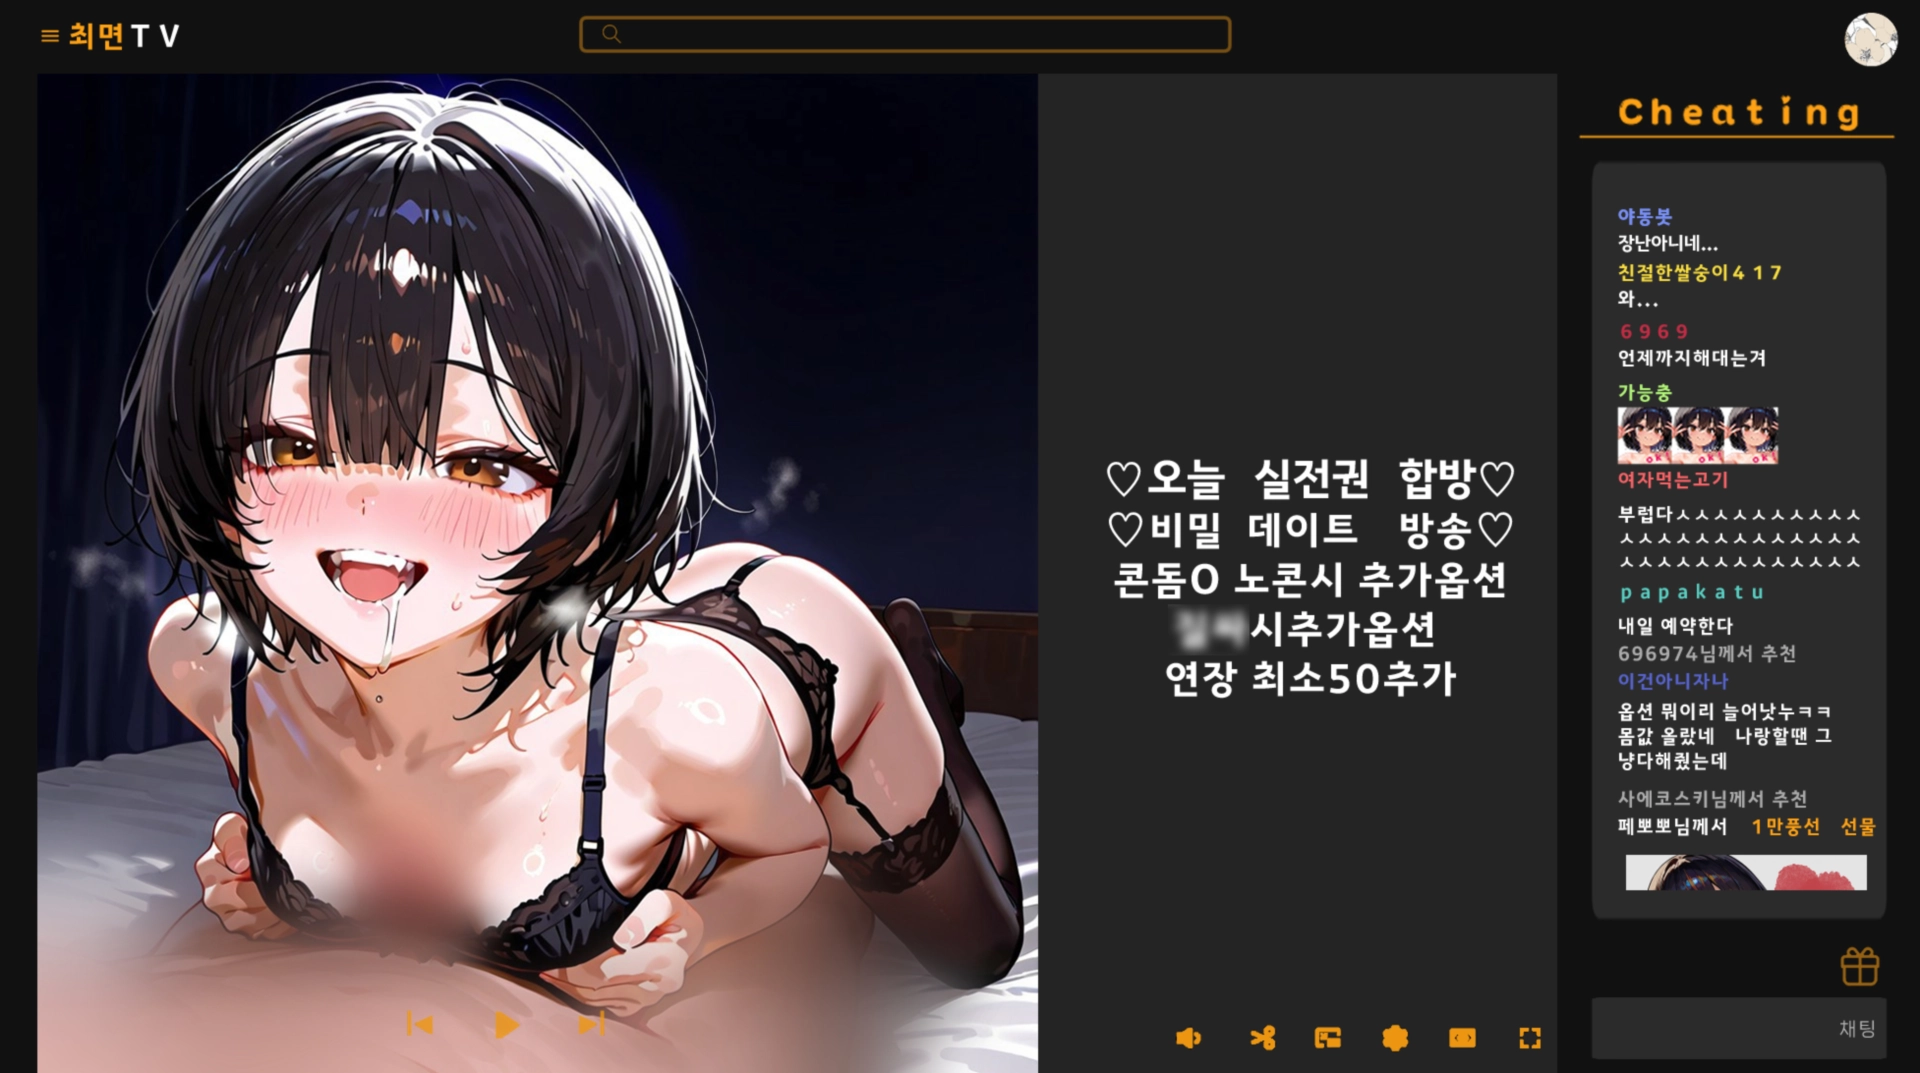 최면TV
♡오늘 실전권 합방♡
♡비밀 데이트 방송♡
콘돔O 노콘시 추가옵션
시추가옵션
연장 최소50추가
Cheating
야동봇
장난아니네...
친절한쌀숭이417
와...
6969
언제까지해대는겨
가능충
여자먹는고기
부럽다ㅅㅅㅅㅅㅅㅅㅅㅅㅅㅅ
ㅅㅅㅅㅅㅅㅅㅅㅅㅅㅅㅅㅅㅅ
ㅅㅅㅅㅅㅅㅅㅅㅅㅅㅅㅅㅅㅅ
papakatu
내일 예약한다
696974님께서 추천
이건아니자나
옵션 뭐이리 늘어낫누ㅋㅋ
몸값 올랐네 나랑할땐 그
냥다해줬는데
사에코스키님께서 추천
페뽀뽀님께서 1만풍선 선물
채팅